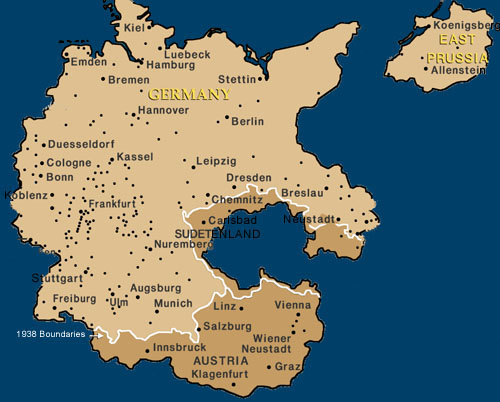 Kiel
Koenigsberg
EAST
PRUSSIA
Allenstein
Luebeck
Hamburg
Emden
Bremen
Stettin
GERMANY
Hannover
Berlin
Duesseldorf
Kassel
Cologne
Leipzig
Bonn
Dresden
Koblenz
Chemnitz
Breslau
Frankfurt
Carlsbad
Neustadt
SUDETENLAND
Nuremberg
Stuttgart
Augsburg
Freiburg
Ulm
Munich
Linz
Vienna
1938 Boundaries
Salzburg
Wiener
Neustadt
Innsbruck
AUSTRIA
Graz
Klagenfurt